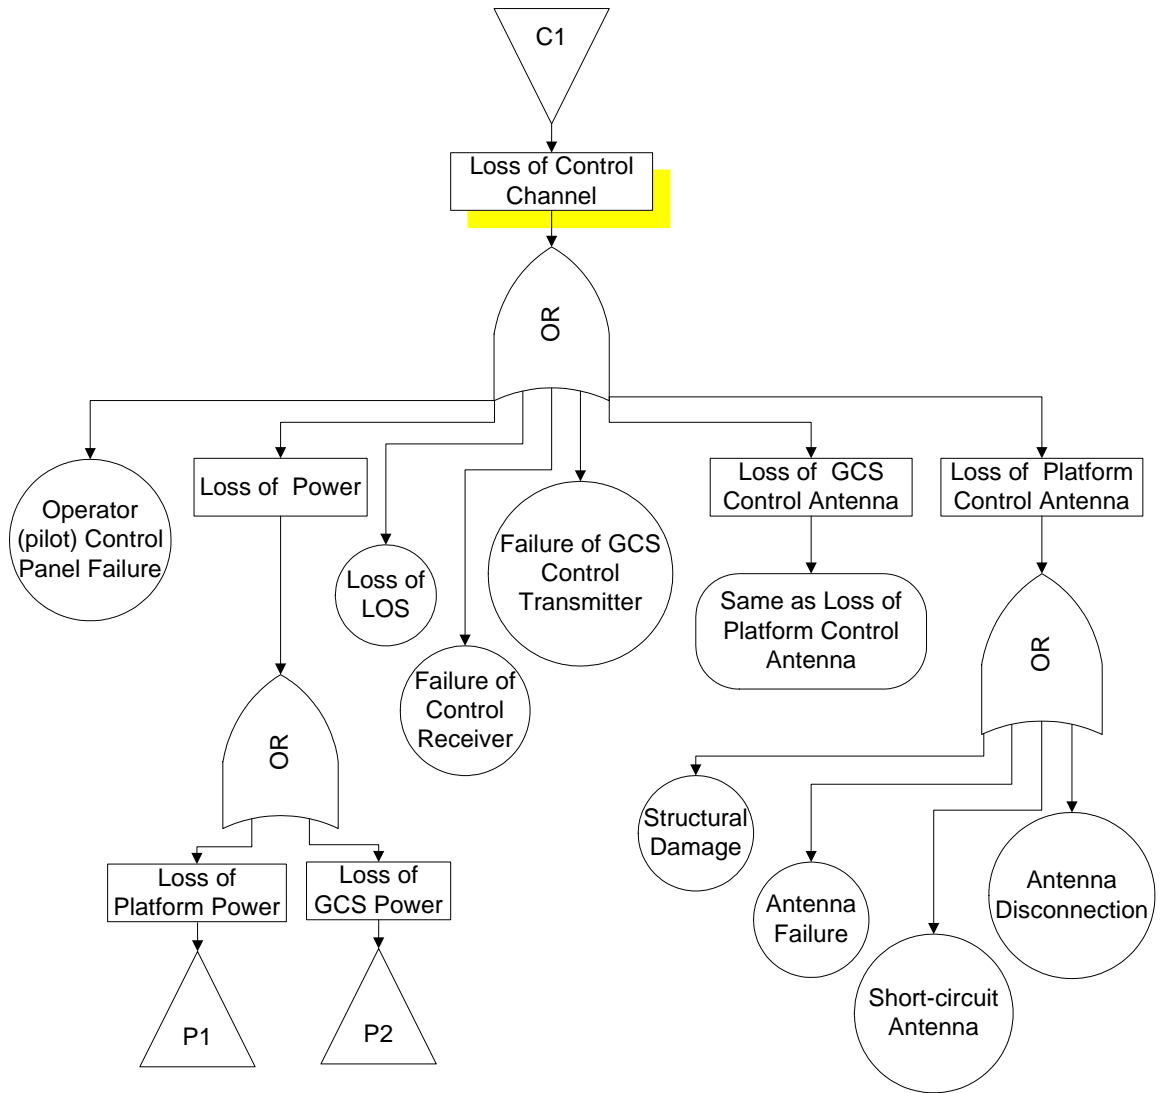 C1
Loss of Control
Channel
OR
Operator
(pilot) Control
Panel Failure
Loss of Power
Loss of
LOS
Failure of
Control
Receiver
Failure of GCS
Control
Transmitter
Loss of GCS
Control Antenna
Loss of Platform
Control Antenna
Same as Loss of
Platform Control
Antenna
OR
OR
Structural
Damage
Antenna
Failure
Short-circuit
Antenna
Antenna
Disconnection
Loss of
Platform Power
Loss of
GCS Power
P1
P2